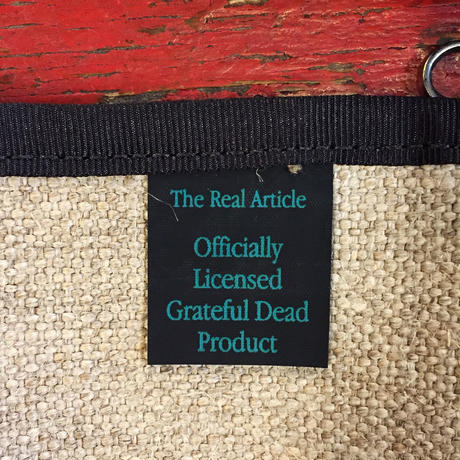 The Real Article
Officially
Licensed
Grateful Dead
Product